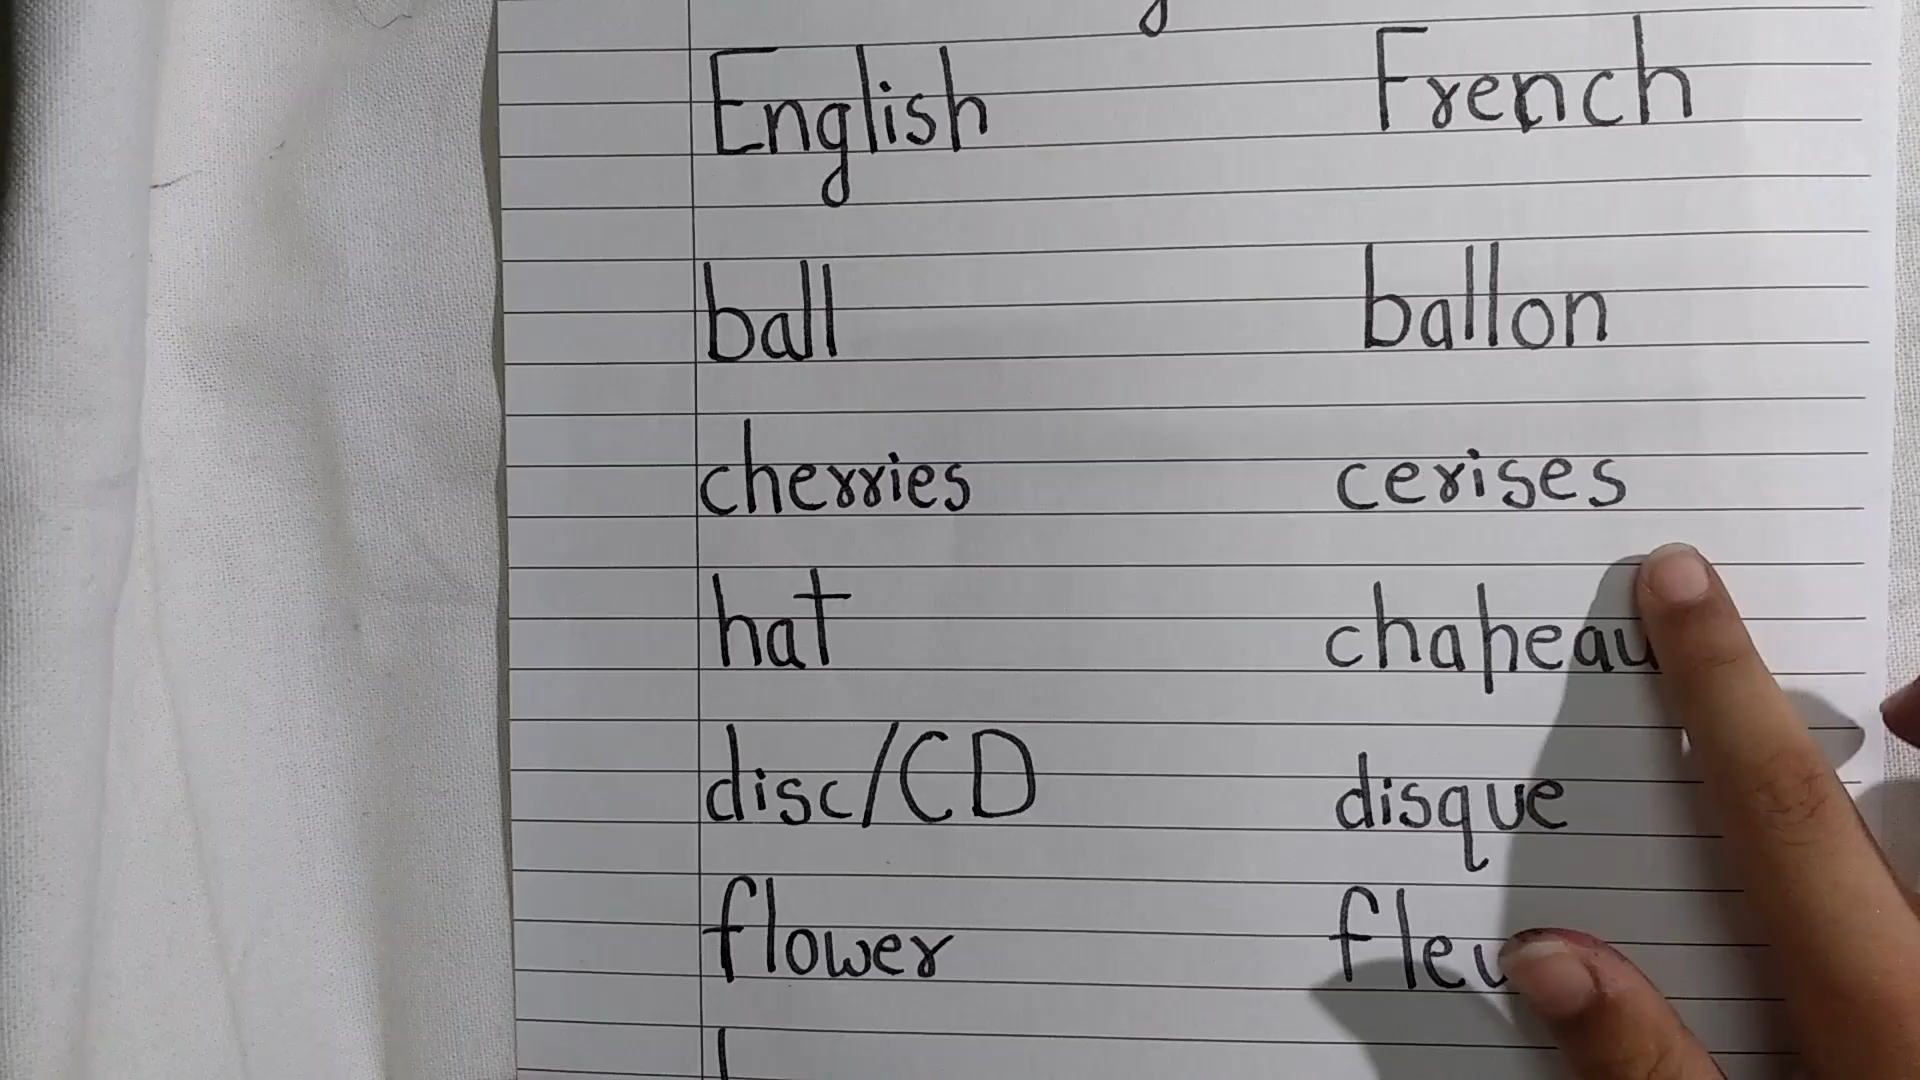 English French
ball ballon
cherries cerises
hat chapeau
disc/CD disque
flower